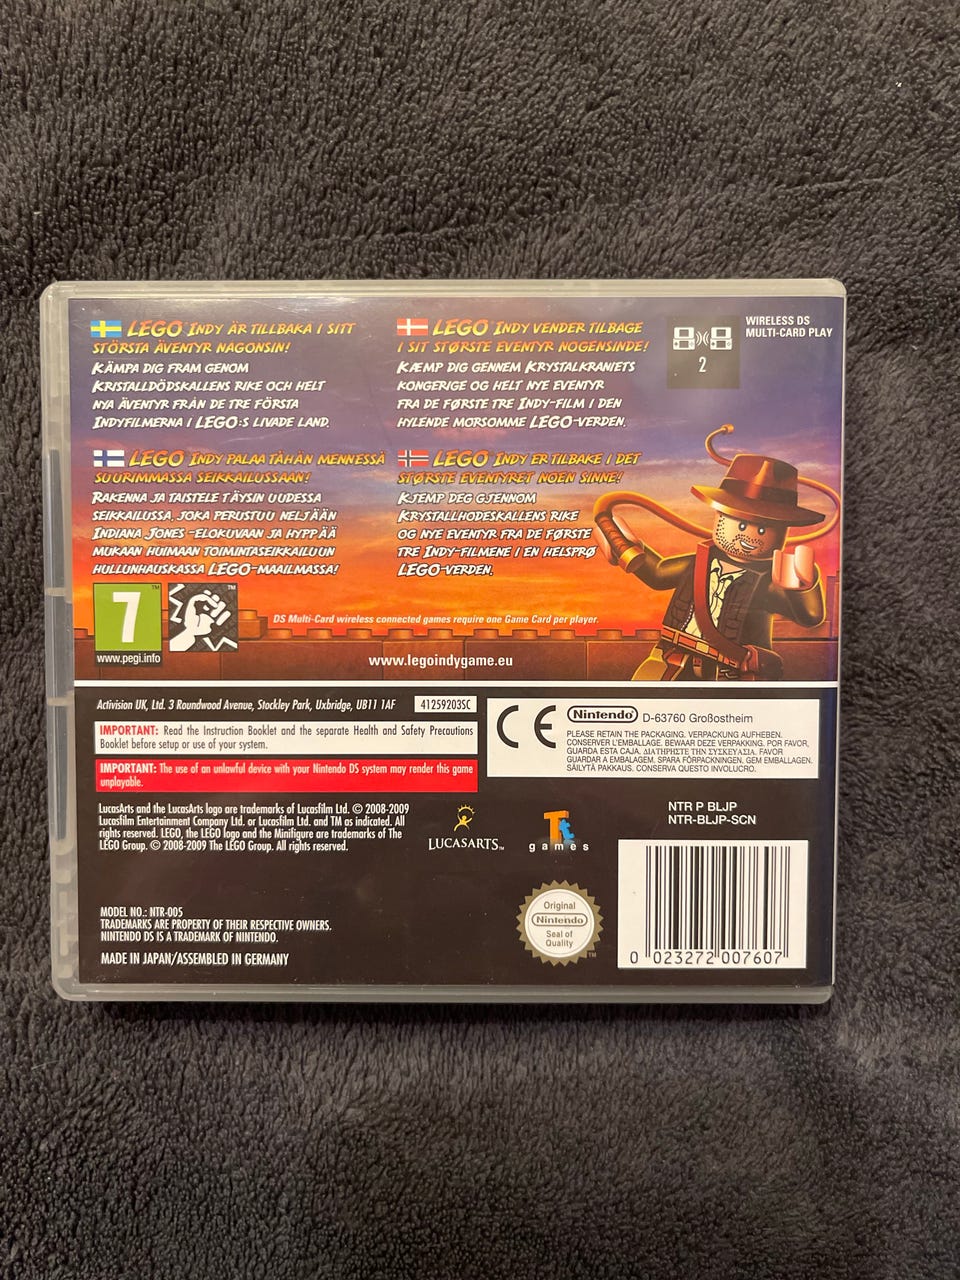 LEGO INDY ÄR TILLBAKA I SITT
STÖRSTA ÄVENTYR NAGONSIN!
KÄMPA DIG FRAM GENOM
KRISTALLDÖDSKALLENS RIKE OCH HELT
NYA ÄVENTYR FRÅN DE TRE FÖRSTA
INDYFILMERNA I LEGO:S LIVADE LAND.
LEGO INDY VENDER TILBAGE
I SIT STØRSTE EVENTYR NOGENSINDE!
KÆMP DIG GENNEM KRYSTALKRANIETS
KONGERIGE OG HELT NYE EVENTYR
FRA DE FØRSTE TRE INDY-FILM I DEN
HYLENDE MORSOMME LEGO-VERDEN.
2
WIRELESS DS
MULTI-CARD PLAY
LEGO INDY PALAA TÄHÄN MENNESSÄ
SUURIMMASSA SEIKKAILUSSAAN!
RAKENNA JA TAISTELE TÄYSIN UUDESSA
SEIKKAILUSSA, JOKA PERUSTUU NELJÄÄN
INDIANA JONES -ELOKUVAAN JA HYPPÄÄ
MUKAAN HUIMAAN TOIMINTASEIKKAILUUN
HULLUNHAUSKASSA LEGO-MAAILMASSA!
LEGO INDY ER TILBAKE I DET
STØRSTE EVENTYRET NOEN SINNE!
KJEMP DEG GJENNOM
KRYSTALLHODESKALLENS RIKE
OG NYE EVENTYR FRA DE FØRSTE
TRE INDY-FILMENE I EN HELSPRØ
LEGO-VERDEN.
7 TM
www.pegi.info
TM
DS Multi-Card wireless connected games require one Game Card per player.
www.legoindygame.eu
Activision UK, Ltd. 3 Roundwood Avenue, Stockley Park, Uxbridge, UB11 1AF
41259203SC
IMPORTANT: Read the Instruction Booklet and the separate Health and Safety Precautions
Booklet before setup or use of your system.
IMPORTANT: The use of an unlawful device with your Nintendo DS system may render this game
unplayable.
CE
Nintendo D-63760 Großostheim
PLEASE RETAIN THE PACKAGING. VERPACKUNG AUFHEBEN.
CONSERVER L'EMBALLAGE. BEWAAR DEZE VERPAKKING. POR FAVOR,
GUARDA ESTA CAJA. ΔΙΑΤΗΡΗΣΤΕ ΤΗΝ ΣΥΣΚΕΥΑΣΙΑ. FAVOR
GUARDAR A EMBALAGEM. SPARA FÖRPACKNINGEN. GEM EMBALLAGEN.
SÄILYTÄ PAKKAUS. CONSERVA QUESTO INVOLUCRO.
LucasArts and the LucasArts logo are trademarks of Lucasfilm Ltd. © 2008-2009
Lucasfilm Entertainment Company Ltd. or Lucasfilm Ltd. and TM as indicated. All
rights reserved. LEGO, the LEGO logo and the Minifigure are trademarks of The
LEGO Group. © 2008-2009 The LEGO Group. All rights reserved.
LUCASARTS™
Tt
games
NTR P BLJP
NTR-BLJP-SCN
MODEL NO.: NTR-005
TRADEMARKS ARE PROPERTY OF THEIR RESPECTIVE OWNERS.
NINTENDO DS IS A TRADEMARK OF NINTENDO.
MADE IN JAPAN/ASSEMBLED IN GERMANY
Original
Nintendo
Seal of
Quality
TM
0 023272 007607